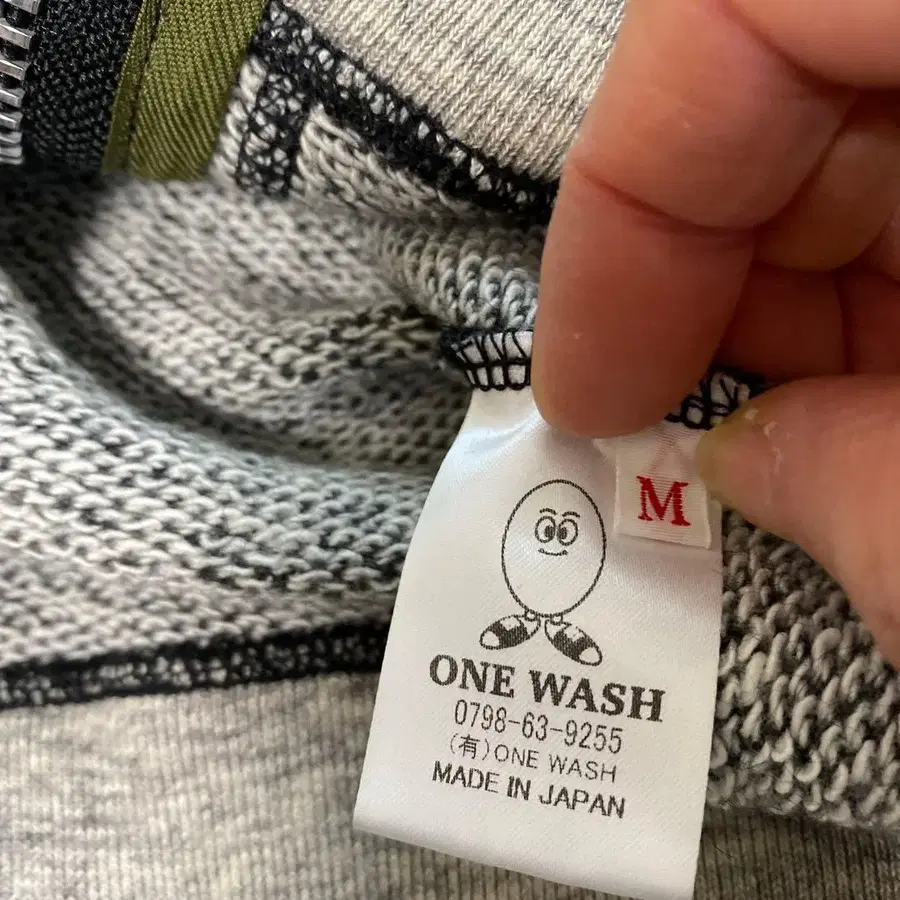 M
ONE WASH
0798-63-9255
(有)ONE WASH
MADE IN JAPAN